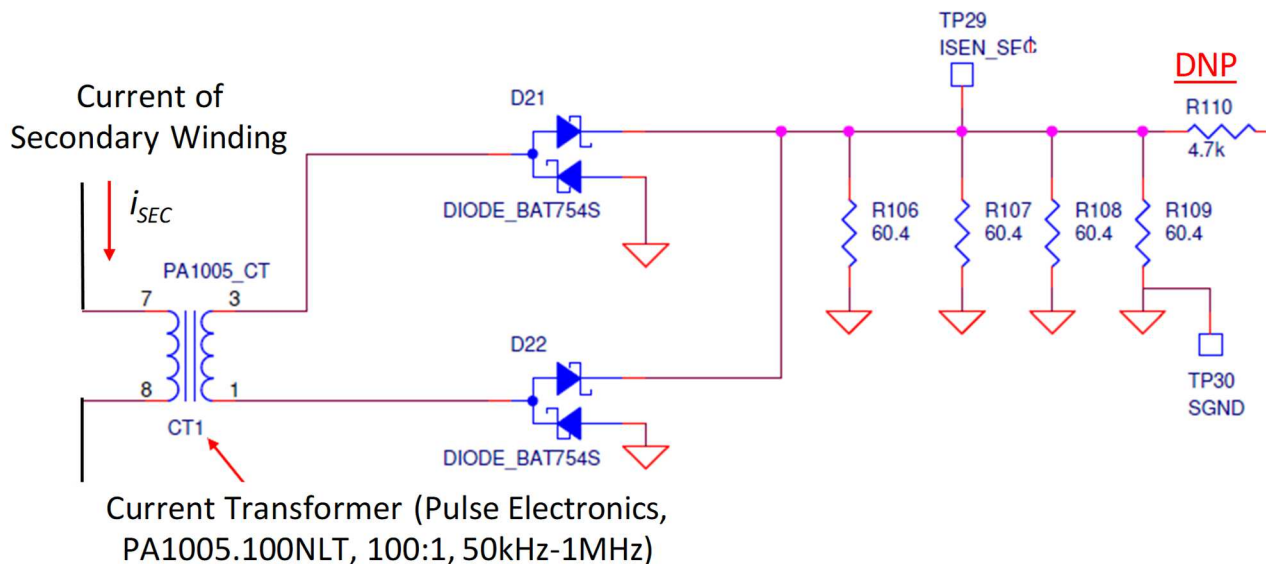 TP29
ISEN_SEC
DNP
R110
4.7k
Current of
Secondary Winding
i_SEC
D21
DIODE_BAT754S
R106
60.4
R107
60.4
R108
60.4
R109
60.4
PA1005_CT
7
3
8
1
CT1
D22
DIODE_BAT754S
TP30
SGND
Current Transformer (Pulse Electronics,
PA1005.100NLT, 100:1, 50kHz-1MHz)